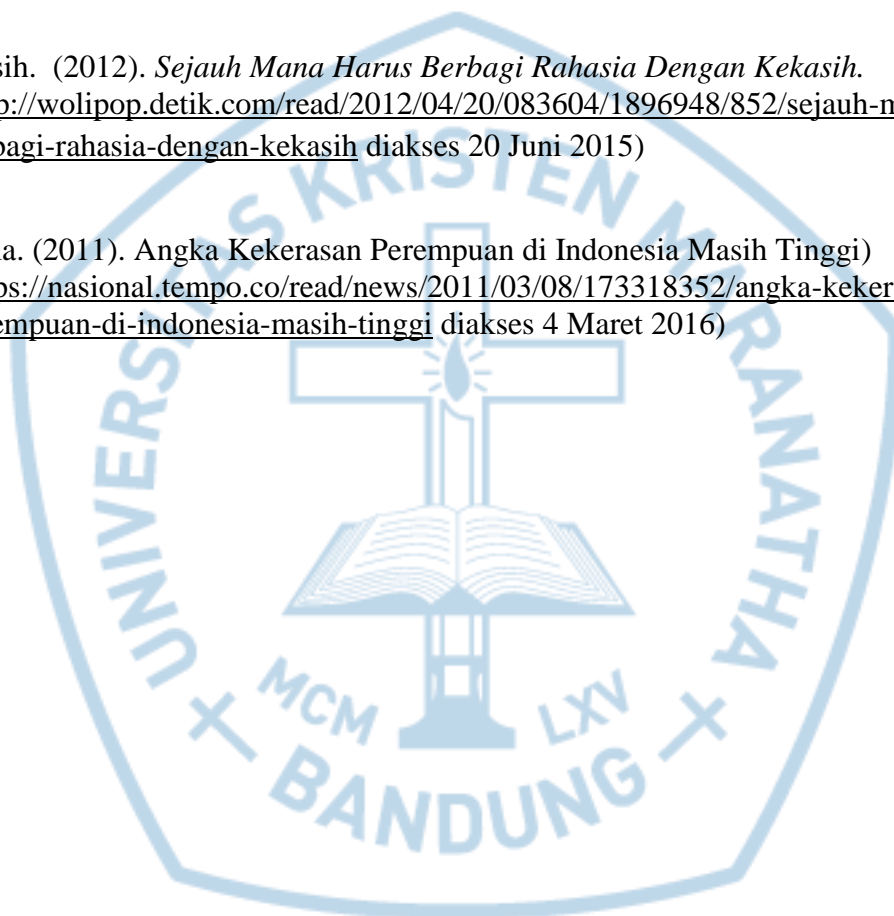 sih. (2012). Sejauh Mana Harus Berbagi Rahasia Dengan Kekasih.
p://wolipop.detik.com/read/2012/04/20/083604/1896948/852/sejauh-m
bagi-rahasia-dengan-kekasih diakses 20 Juni 2015)
a. (2011). Angka Kekerasan Perempuan di Indonesia Masih Tinggi)
ps://nasional.tempo.co/read/news/2011/03/08/173318352/angka-keker
empuan-di-indonesia-masih-tinggi diakses 4 Maret 2016)
UNIVERSITAS KRISTEN MARANATHA
MCM LXV
BANDUNG